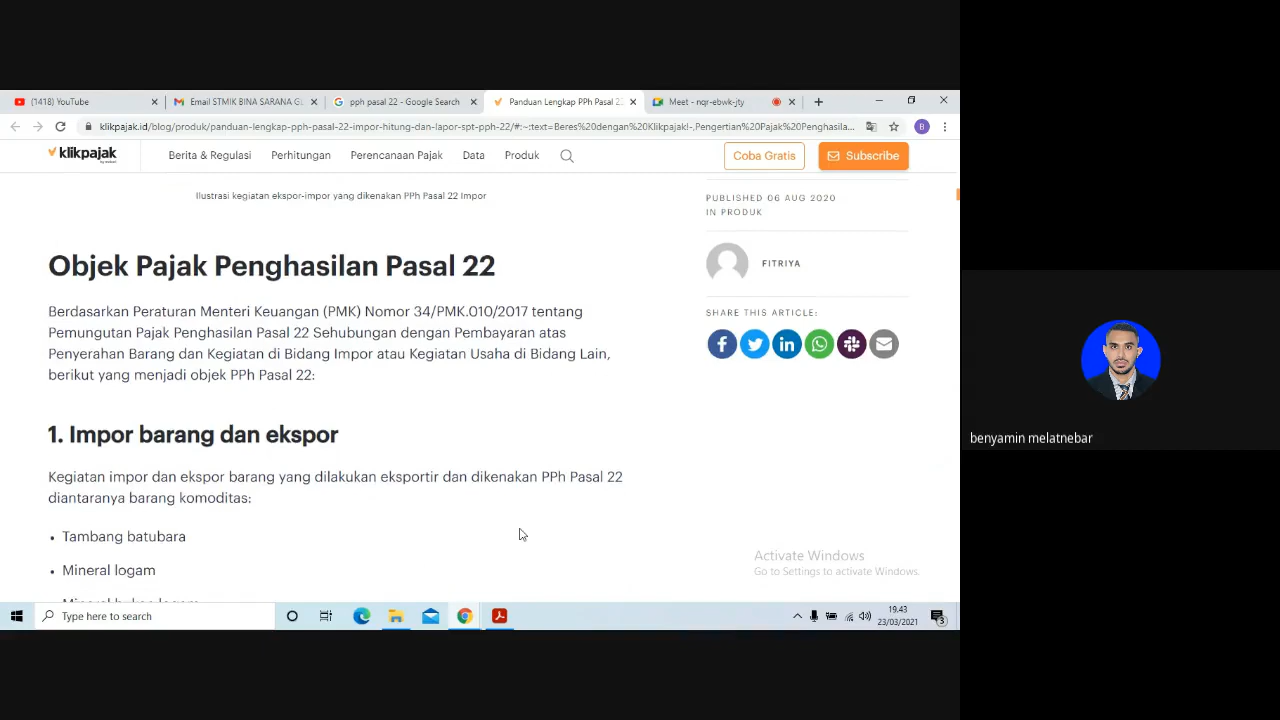 (1418) YouTube
Email STMIK BINA SARANA GL
pph pasal 22 - Google Search
Panduan Lengkap PPh Pasal 22
Meet - nqr-ebwk-jty
klikpajak.id/blog/produk/panduan-lengkap-pph-pasal-22-impor-hitung-dan-lapor-spt-pph-22/#:~:text=Beres%20dengan%20Klikpajak!-,Pengertian%20Pajak%20Penghasila...
B
klikpajak
Berita & Regulasi
Perhitungan
Perencanaan Pajak
Data
Produk
Coba Gratis
Subscribe
Ilustrasi kegiatan ekspor-impor yang dikenakan PPh Pasal 22 Impor
PUBLISHED 06 AUG 2020
IN PRODUK
FITRIYA
SHARE THIS ARTICLE:
Objek Pajak Penghasilan Pasal 22
Berdasarkan Peraturan Menteri Keuangan (PMK) Nomor 34/PMK.010/2017 tentang
Pemungutan Pajak Penghasilan Pasal 22 Sehubungan dengan Pembayaran atas
Penyerahan Barang dan Kegiatan di Bidang Impor atau Kegiatan Usaha di Bidang Lain,
berikut yang menjadi objek PPh Pasal 22:
1. Impor barang dan ekspor
Kegiatan impor dan ekspor barang yang dilakukan eksportir dan dikenakan PPh Pasal 22
diantaranya barang komoditas:
• Tambang batubara
• Mineral logam
Activate Windows
Go to Settings to activate Windows.
Type here to search
19.43
23/03/2021
3
benyamin melatnebar